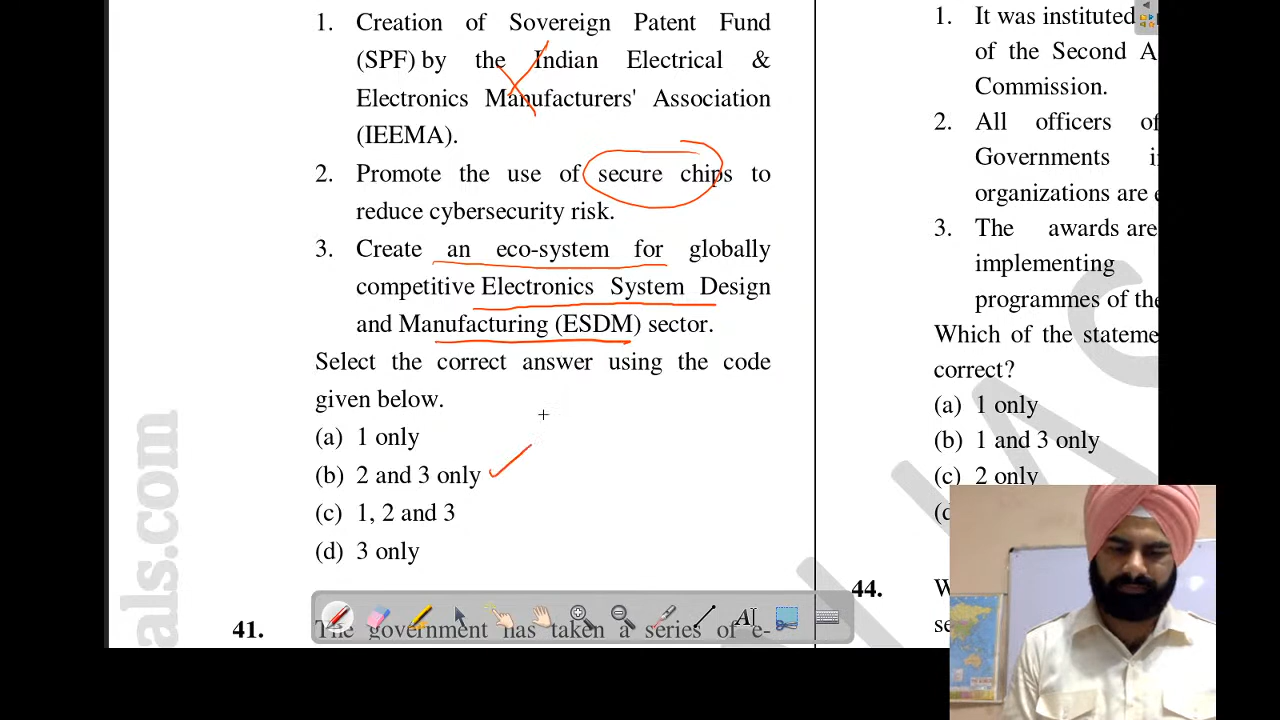 1. Creation of Sovereign Patent Fund
(SPF) by the Indian Electrical &
Electronics Manufacturers' Association
(IEEMA).
2. Promote the use of secure chips to
reduce cybersecurity risk.
3. Create an eco-system for globally
competitive Electronics System Design
and Manufacturing (ESDM) sector.
Select the correct answer using the code
given below.
(a) 1 only
(b) 2 and 3 only
(c) 1, 2 and 3
(d) 3 only
41. The government has taken a series of e-
1. It was instituted
of the Second A
Commission.
2. All officers of
Governments i
organizations are e
3. The awards are
implementing
programmes of the
Which of the stateme
correct?
(a) 1 only
(b) 1 and 3 only
(c) 2 only
(d
44. W
se
als.com